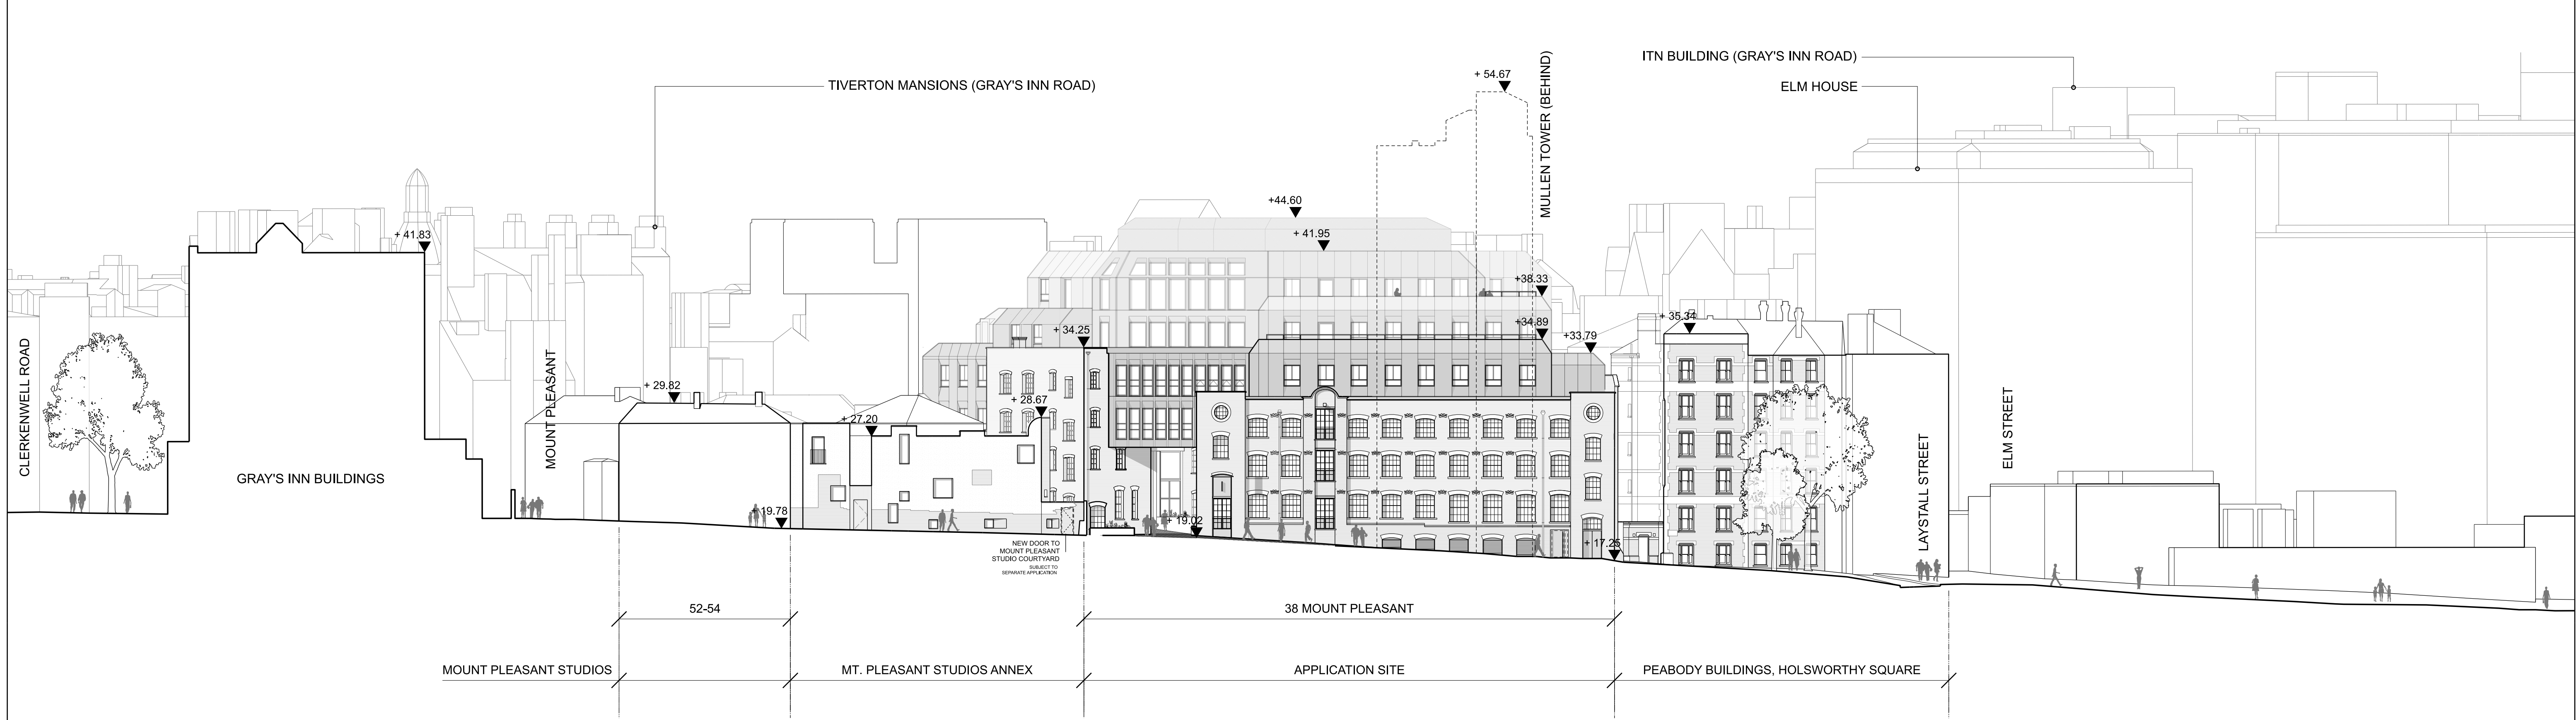 ITN BUILDING (GRAY'S INN ROAD)
+ 54.67
TIVERTON MANSIONS (GRAY'S INN ROAD)
ELM HOUSE
MULLEN TOWER (BEHIND)
+44.60
+ 41.83
+ 41.95
+38.33
+ 35.34
+34.89
+ 34.25
+33.79
CLERKENWELL ROAD
MOUNT PLEASANT
+ 29.82
+ 28.67
+ 27.20
ELM STREET
LAYSTALL STREET
GRAY'S INN BUILDINGS
+ 19.78
+ 19.02
+ 17.25
NEW DOOR TO
MOUNT PLEASANT
STUDIO COURTYARD
SUBJECT TO
SEPARATE APPLICATION
52-54
38 MOUNT PLEASANT
MOUNT PLEASANT STUDIOS
MT. PLEASANT STUDIOS ANNEX
APPLICATION SITE
PEABODY BUILDINGS, HOLSWORTHY SQUARE